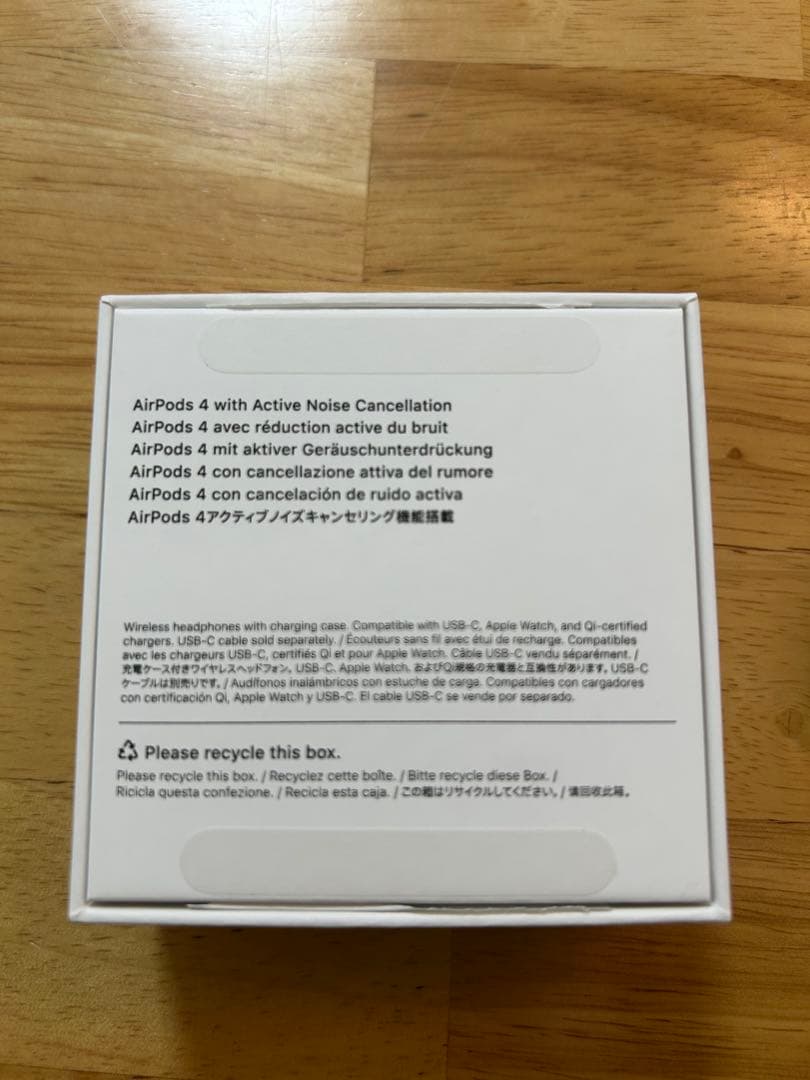 AirPods 4 with Active Noise Cancellation
AirPods 4 avec réduction active du bruit
AirPods 4 mit aktiver Geräuschunterdrückung
AirPods 4 con cancellazione attiva del rumore
AirPods 4 con cancelación de ruido activa
AirPods 4アクティブノイズキャンセリング機能搭載
Wireless headphones with charging case. Compatible with USB-C, Apple Watch, and Qi-certified
chargers. USB-C cable sold separately. / Écouteurs sans fil avec étui de recharge. Compatibles
avec les chargeurs USB-C, certifiés Qi et pour Apple Watch. Câble USB-C vendu séparément. /
充電ケース付きワイヤレスヘッドフォン。USB-C、Apple Watch、およびQi規格の充電器と互換性があります。USB-C
ケーブルは別売りです。/ Audífonos inalámbricos con estuche de carga. Compatibles con cargadores
con certificación Qi, Apple Watch y USB-C. El cable USB-C se vende por separado.
Please recycle this box.
Please recycle this box. / Recyclez cette boîte. / Bitte recycle diese Box. /
Ricicla questa confezione. / Recicla esta caja. / この箱はリサイクルしてください。/ 请回收此箱。